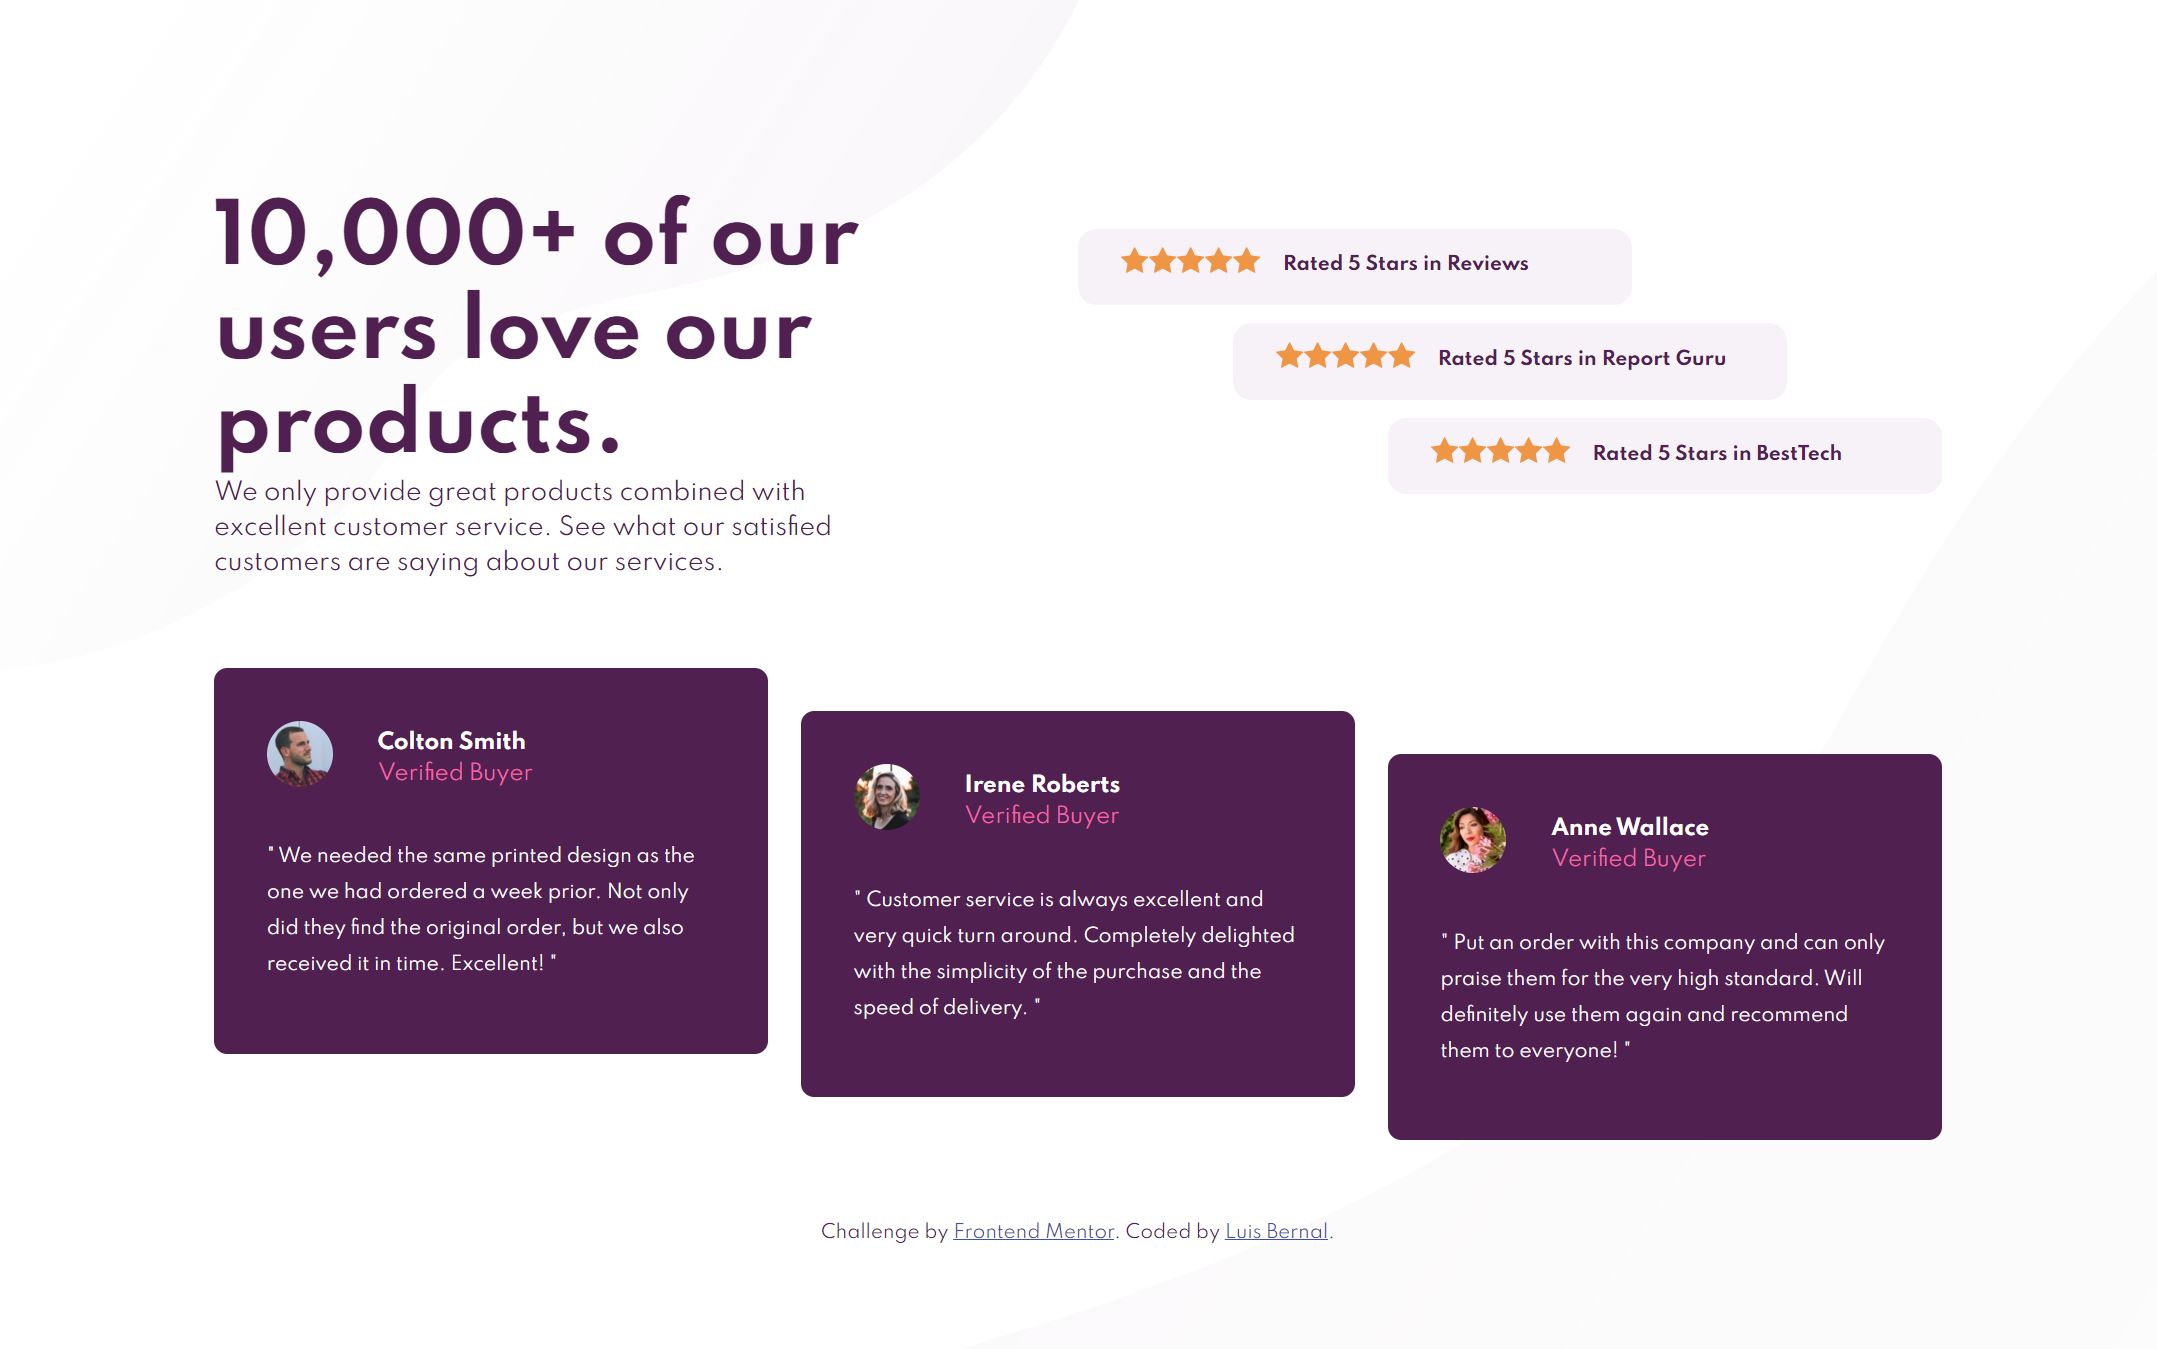 10,000+ of our
users love our
products.
We only provide great products combined with
excellent customer service. See what our satisfied
customers are saying about our services.
Rated 5 Stars in Reviews
Rated 5 Stars in Report Guru
Rated 5 Stars in BestTech
Colton Smith
Verified Buyer
" We needed the same printed design as the
one we had ordered a week prior. Not only
did they find the original order, but we also
received it in time. Excellent! "
Irene Roberts
Verified Buyer
" Customer service is always excellent and
very quick turn around. Completely delighted
with the simplicity of the purchase and the
speed of delivery. "
Anne Wallace
Verified Buyer
" Put an order with this company and can only
praise them for the very high standard. Will
definitely use them again and recommend
them to everyone! "
Challenge by Frontend Mentor. Coded by Luis Bernal.